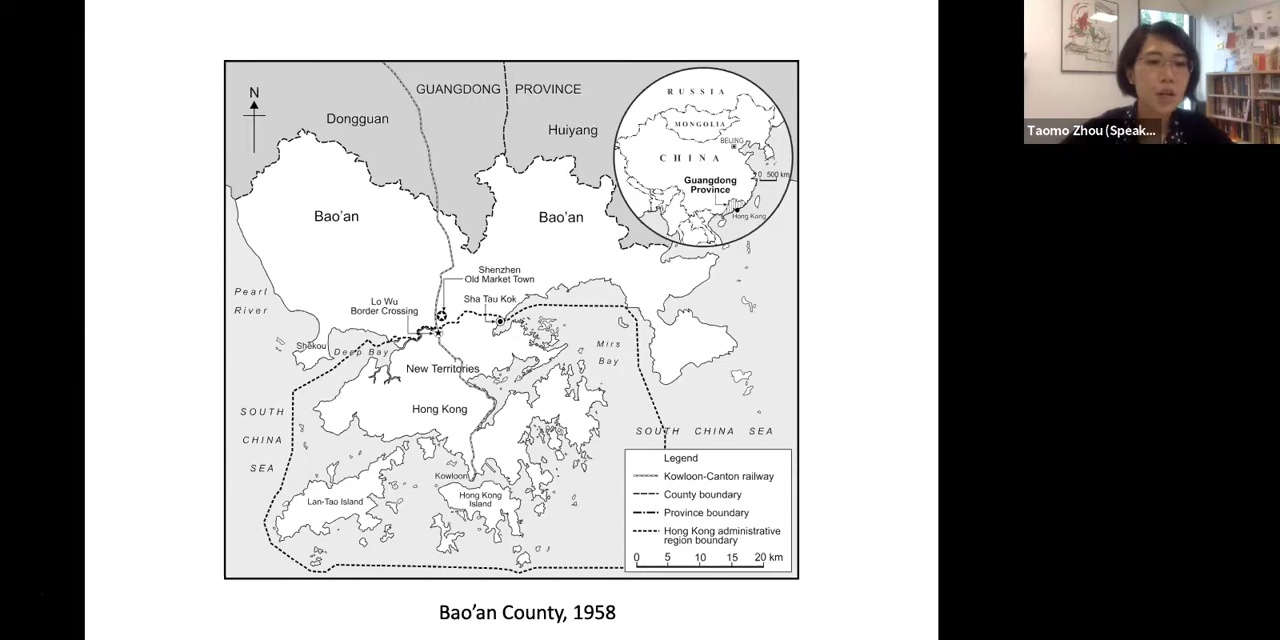 N
GUANGDONG PROVINCE
Dongguan
Huiyang
RUSSIA
MONGOLIA
BEIJING
CHINA
0 500 km
Guangdong
Province
Hong Kong
Bao'an
Bao'an
Shenzhen
Old Market Town
Pearl
River
Lo Wu
Border Crossing
Sha Tau Kok
Shekou
Deep Bay
Mirs
Bay
New Territories
Hong Kong
SOUTH
CHINA
SEA
SOUTH CHINA SEA
Kowloon
Hong Kong
Island
Lan-Tao Island
Legend
Kowloon-Canton railway
County boundary
Province boundary
Hong Kong administrative
region boundary
0 5 10 15 20 km
Bao'an County, 1958
Taomo Zhou (Speak...